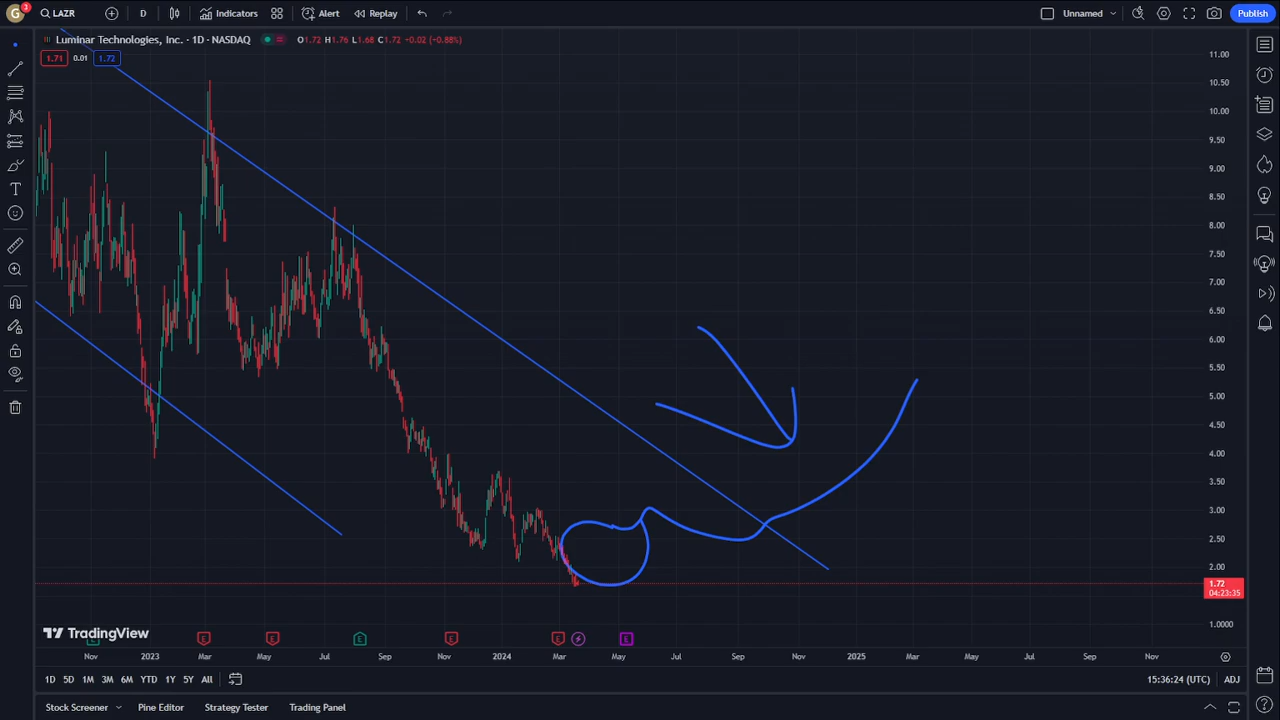 G 3 LAZR D Indicators Alert Replay Unnamed Publish
Luminar Technologies, Inc. · 1D · NASDAQ O1.72 H1.76 L1.68 C1.72 +0.02 (+0.88%)
1.71 0.01 1.72
11.00
10.50
10.00
9.50
9.00
8.50
8.00
7.50
7.00
6.50
6.00
5.50
5.00
4.50
4.00
3.50
3.00
2.50
2.00
1.72
04:23:35
1.0000
TradingView
E E E E E E E
Nov 2023 Mar May Jul Sep Nov 2024 Mar May Jul Sep Nov 2025 Mar May Jul Sep Nov
1D 5D 1M 3M 6M YTD 1Y 5Y All 15:36:24 (UTC) ADJ
Stock Screener Pine Editor Strategy Tester Trading Panel